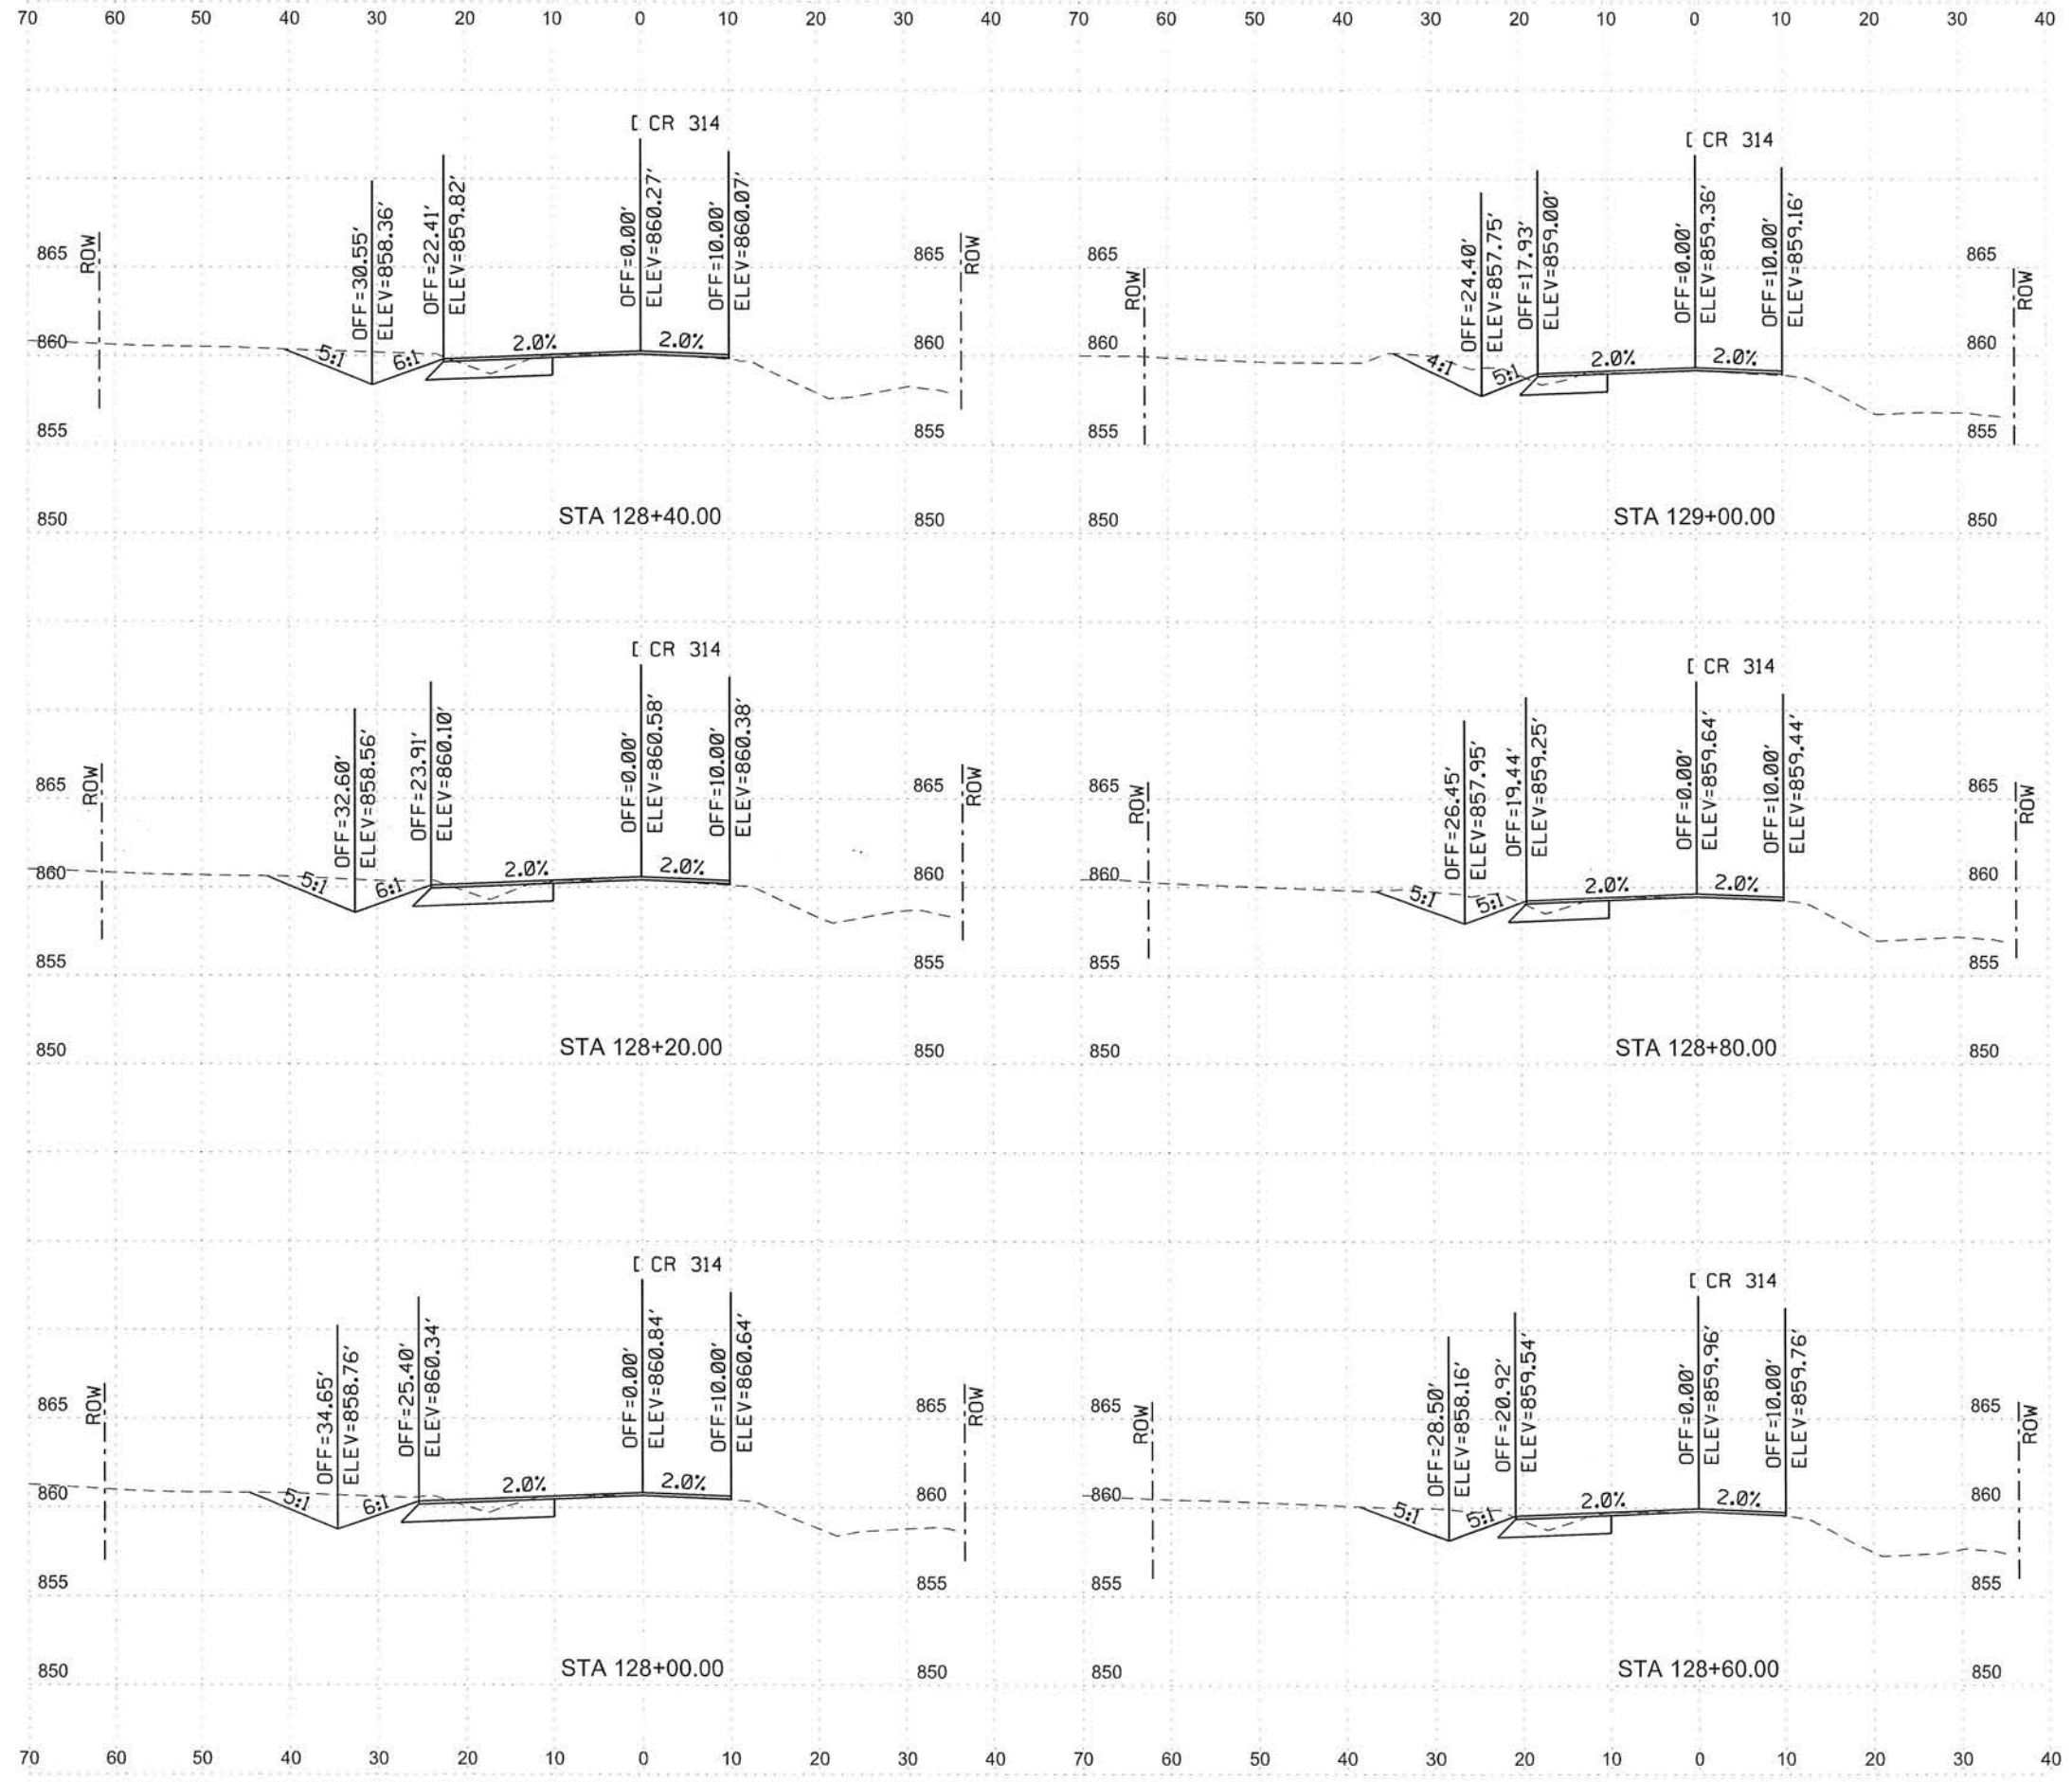 70 60 50 40 30 20 10 0 10 20 30 40 70 60 50 40 30 20 10 0 10 20 30 40
[ CR 314
OFF=30.55'
ELEV=858.36'
OFF=22.41'
ELEV=859.82'
OFF=0.00'
ELEV=860.27'
OFF=10.00'
ELEV=860.07'
ROW
ROW
865 865
860 860
855 855
850 850
5:1
6:1
2.0%
2.0%
STA 128+40.00
[ CR 314
OFF=24.40'
ELEV=857.75'
OFF=17.93'
ELEV=859.00'
OFF=0.00'
ELEV=859.36'
OFF=10.00'
ELEV=859.16'
ROW
ROW
865 865
860 860
855 855
850 850
4:1
5:1
2.0%
2.0%
STA 129+00.00
[ CR 314
OFF=32.60'
ELEV=858.56'
OFF=23.91'
ELEV=860.10'
OFF=0.00'
ELEV=860.58'
OFF=10.00'
ELEV=860.38'
ROW
ROW
865 865
860 860
855 855
850 850
5:1
6:1
2.0%
2.0%
STA 128+20.00
[ CR 314
OFF=26.45'
ELEV=857.95'
OFF=19.44'
ELEV=859.25'
OFF=0.00'
ELEV=859.64'
OFF=10.00'
ELEV=859.44'
ROW
ROW
865 865
860 860
855 855
850 850
5:1
5:1
2.0%
2.0%
STA 128+80.00
[ CR 314
OFF=34.65'
ELEV=858.76'
OFF=25.40'
ELEV=860.34'
OFF=0.00'
ELEV=860.84'
OFF=10.00'
ELEV=860.64'
ROW
ROW
865 865
860 860
855 855
850 850
5:1
6:1
2.0%
2.0%
STA 128+00.00
[ CR 314
OFF=28.50'
ELEV=858.16'
OFF=20.92'
ELEV=859.54'
OFF=0.00'
ELEV=859.96'
OFF=10.00'
ELEV=859.76'
ROW
ROW
865 865
860 860
855 855
850 850
5:1
5:1
2.0%
2.0%
STA 128+60.00
70 60 50 40 30 20 10 0 10 20 30 40 70 60 50 40 30 20 10 0 10 20 30 40